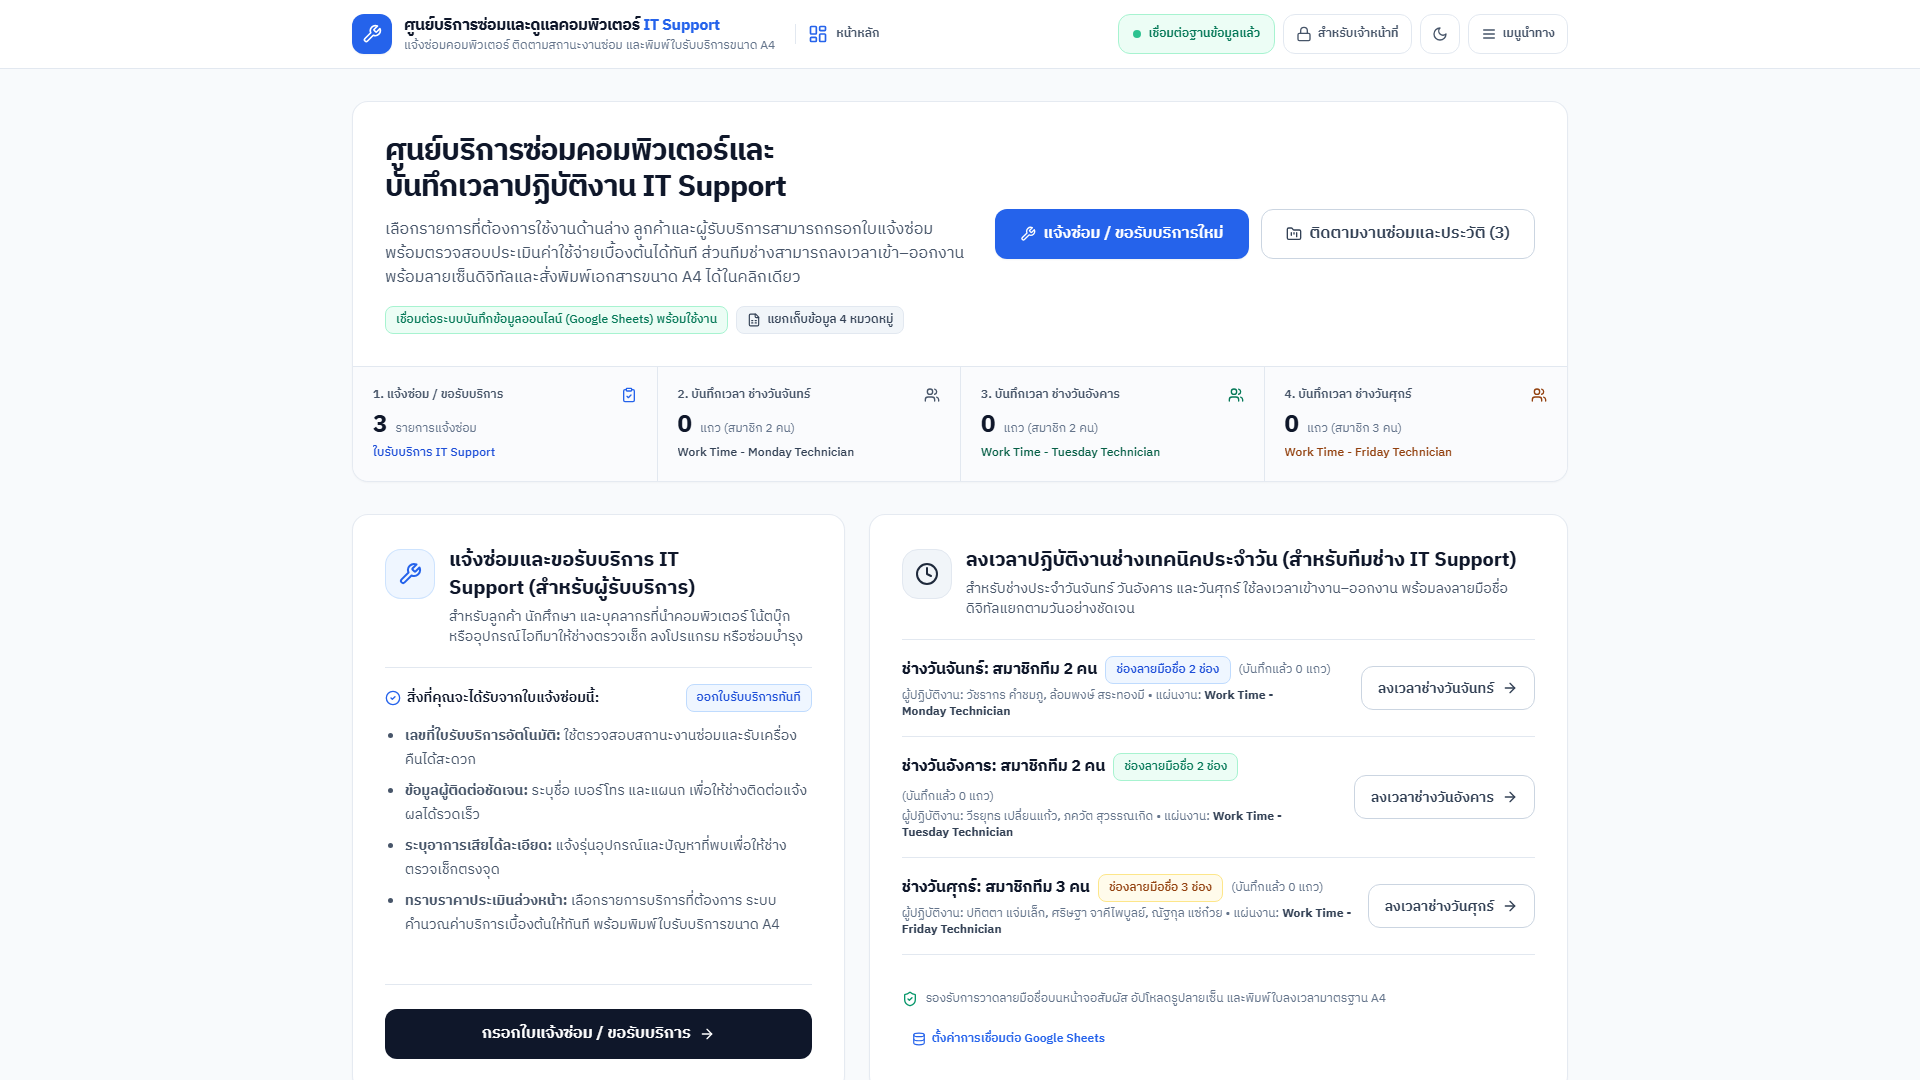 ศูนย์บริการซ่อมและดูแลคอมพิวเตอร์ IT Support
แจ้งซ่อมคอมพิวเตอร์ ติดตามสถานะงานซ่อม และพิมพ์ใบรับบริการขนาด A4
หน้าหลัก
เชื่อมต่อฐานข้อมูลแล้ว
สำหรับเจ้าหน้าที่
เมนูนำทาง
ศูนย์บริการซ่อมคอมพิวเตอร์และ
บันทึกเวลาปฏิบัติงาน IT Support
เลือกรายการที่ต้องการใช้งานด้านล่าง ลูกค้าและผู้รับบริการสามารถกรอกใบแจ้งซ่อม
พร้อมตรวจสอบประเมินค่าใช้จ่ายเบื้องต้นได้ทันที ส่วนทีมช่างสามารถลงเวลาเข้า–ออกงาน
พร้อมลายเซ็นดิจิทัลและสั่งพิมพ์เอกสารขนาด A4 ได้ในคลิกเดียว
แจ้งซ่อม / ขอรับบริการใหม่
ติดตามงานซ่อมและประวัติ (3)
เชื่อมต่อระบบบันทึกข้อมูลออนไลน์ (Google Sheets) พร้อมใช้งาน
แยกเก็บข้อมูล 4 หมวดหมู่
1. แจ้งซ่อม / ขอรับบริการ
3 รายการแจ้งซ่อม
ใบรับบริการ IT Support
2. บันทึกเวลา ช่างวันจันทร์
0 แถว (สมาชิก 2 คน)
Work Time - Monday Technician
3. บันทึกเวลา ช่างวันอังคาร
0 แถว (สมาชิก 2 คน)
Work Time - Tuesday Technician
4. บันทึกเวลา ช่างวันศุกร์
0 แถว (สมาชิก 3 คน)
Work Time - Friday Technician
แจ้งซ่อมและขอรับบริการ IT
Support (สำหรับผู้รับบริการ)
สำหรับลูกค้า นักศึกษา และบุคลากรที่นำคอมพิวเตอร์ โน้ตบุ๊ก
หรืออุปกรณ์ไอทีมาให้ช่างตรวจเช็ก ลงโปรแกรม หรือซ่อมบำรุง
สิ่งที่คุณจะได้รับจากใบแจ้งซ่อมนี้:
ออกใบรับบริการทันที
• เลขที่ใบรับบริการอัตโนมัติ: ใช้ตรวจสอบสถานะงานซ่อมและรับเครื่อง
คืนได้สะดวก
• ข้อมูลผู้ติดต่อชัดเจน: ระบุชื่อ เบอร์โทร และแผนก เพื่อให้ช่างติดต่อแจ้ง
ผลได้รวดเร็ว
• ระบุอาการเสียได้ละเอียด: แจ้งรุ่นอุปกรณ์และปัญหาที่พบเพื่อให้ช่าง
ตรวจเช็กตรงจุด
• ทราบราคาประเมินล่วงหน้า: เลือกรายการบริการที่ต้องการ ระบบ
คำนวณค่าบริการเบื้องต้นให้ทันที พร้อมพิมพ์ใบรับบริการขนาด A4
กรอกใบแจ้งซ่อม / ขอรับบริการ
ลงเวลาปฏิบัติงานช่างเทคนิคประจำวัน (สำหรับทีมช่าง IT Support)
สำหรับช่างประจำวันจันทร์ วันอังคาร และวันศุกร์ ใช้ลงเวลาเข้างาน–ออกงาน พร้อมลงลายมือชื่อ
ดิจิทัลแยกตามวันอย่างชัดเจน
ช่างวันจันทร์: สมาชิกทีม 2 คน ช่องลายมือชื่อ 2 ช่อง (บันทึกแล้ว 0 แถว)
ผู้ปฏิบัติงาน: วัชรากร คำชมภู, ล้อมพงษ์ สระทองมี • แผ่นงาน: Work Time -
Monday Technician
ลงเวลาช่างวันจันทร์
ช่างวันอังคาร: สมาชิกทีม 2 คน ช่องลายมือชื่อ 2 ช่อง
(บันทึกแล้ว 0 แถว)
ผู้ปฏิบัติงาน: วีรยุทธ เปลี่ยนแก้ว, ภควัต สุวรรณเกิด • แผ่นงาน: Work Time -
Tuesday Technician
ลงเวลาช่างวันอังคาร
ช่างวันศุกร์: สมาชิกทีม 3 คน ช่องลายมือชื่อ 3 ช่อง (บันทึกแล้ว 0 แถว)
ผู้ปฏิบัติงาน: ปทิตตา แจ่มเล็ก, ศริษฐา จาคีไพบูลย์, ณัฐกุล แซ่ก๋วย • แผ่นงาน: Work Time -
Friday Technician
ลงเวลาช่างวันศุกร์
รองรับการวาดลายมือชื่อบนหน้าจอสัมผัส อัปโหลดรูปลายเซ็น และพิมพ์ใบลงเวลามาตรฐาน A4
ตั้งค่าการเชื่อมต่อ Google Sheets